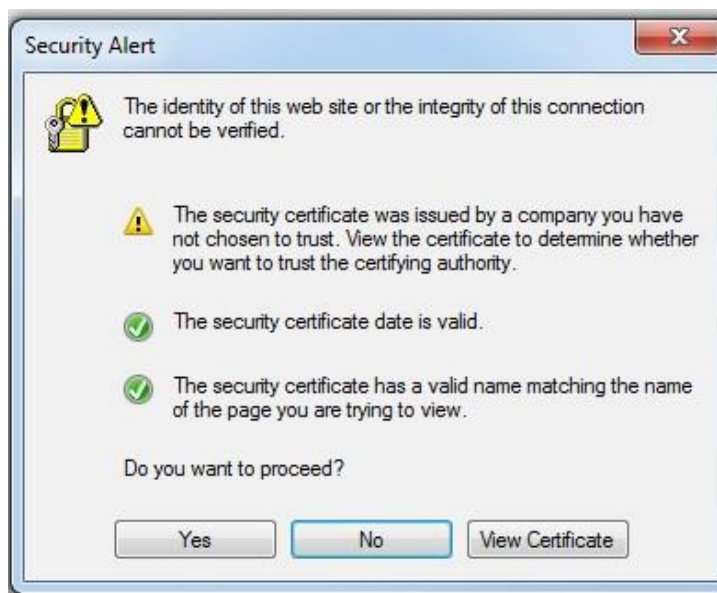 Security Alert
The identity of this web site or the integrity of this connection
cannot be verified.
The security certificate was issued by a company you have
not chosen to trust. View the certificate to determine whether
you want to trust the certifying authority.
The security certificate date is valid.
The security certificate has a valid name matching the name
of the page you are trying to view.
Do you want to proceed?
Yes
No
View Certificate